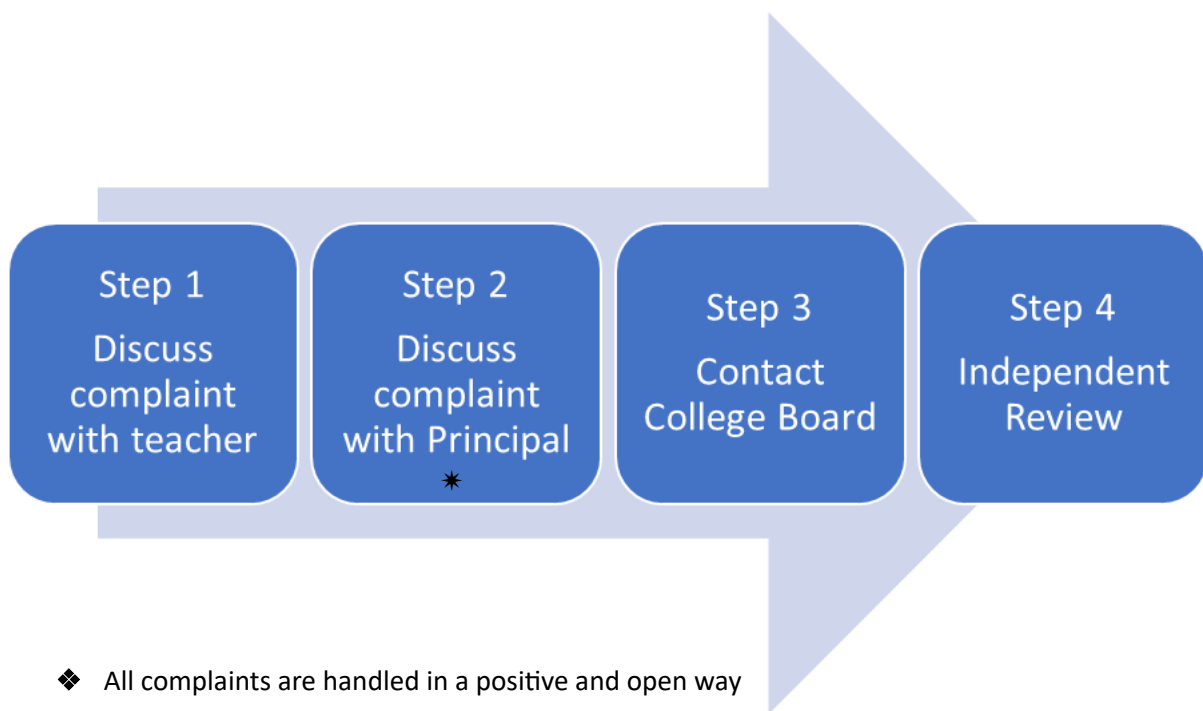 Step 1
Discuss
complaint
with teacher
Step 2
Discuss
complaint
with Principal
✷
Step 3
Contact
College Board
Step 4
Independent
Review
❖ All complaints are handled in a positive and open way